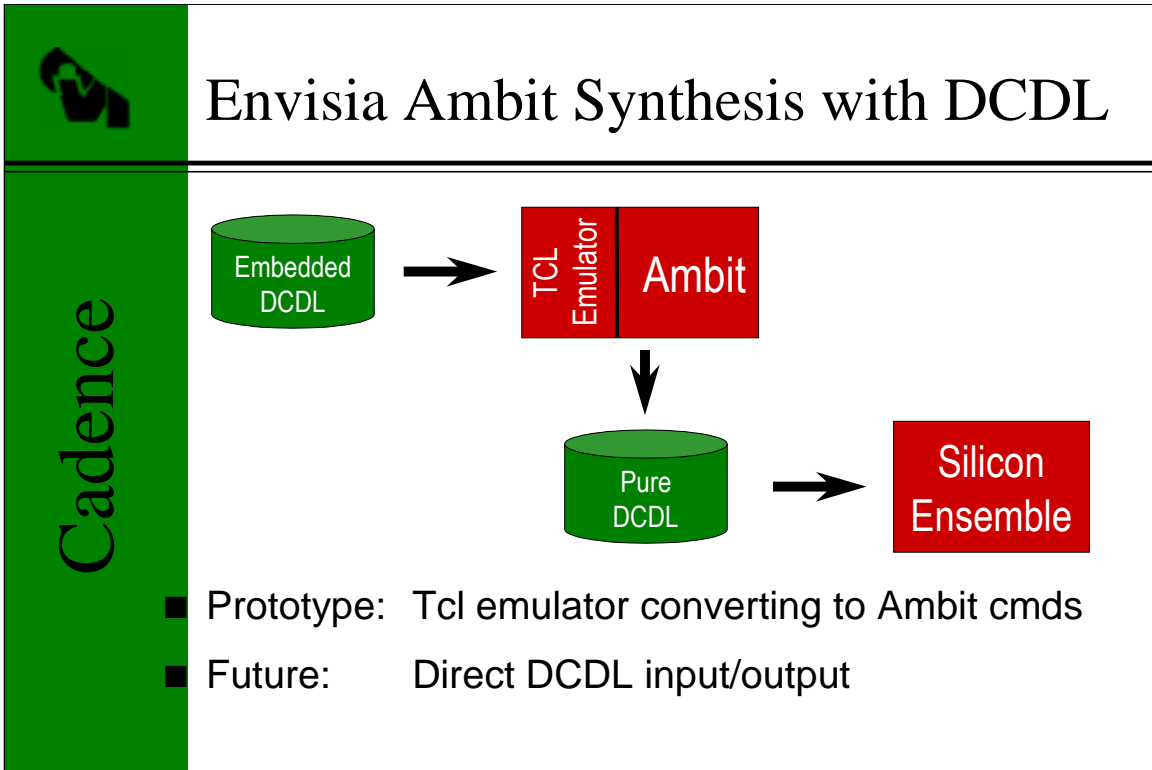 Envisia Ambit Synthesis with DCDL
Cadence
Embedded
DCDL
TCL
Emulator
Ambit
Pure
DCDL
Silicon
Ensemble
Prototype: Tcl emulator converting to Ambit cmds
Future: Direct DCDL input/output